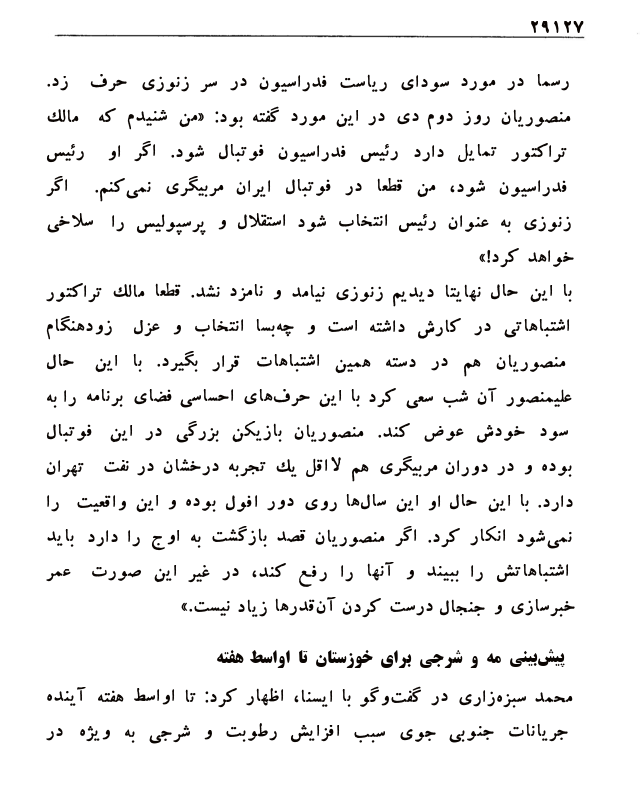 ۲۹۱۲۷
رسما در مورد سودای ریاست فدراسیون در سر زنوزی حرف زد.
منصوریان روز دوم دی در این مورد گفته بود: «من شنیدم که مالك
تراکتور تمایل دارد رئیس فدراسیون فوتبال شود. اگر او رئیس
فدراسیون شود، من قطعا در فوتبال ایران مربیگری نمی‌کنم. اگر
زنوزی به عنوان رئیس انتخاب شود استقلال و پرسپولیس را سلاخی
خواهد کرد!»
با این حال نهایتا دیدیم زنوزی نیامد و نامزد نشد. قطعا مالك تراکتور
اشتباهاتی در کارش داشته است و چه‌بسا انتخاب و عزل زودهنگام
منصوریان هم در دسته همین اشتباهات قرار بگیرد. با این حال
علیمنصور آن شب سعی کرد با این حرف‌های احساسی فضای برنامه را به
سود خودش عوض کند. منصوریان بازیکن بزرگی در این فوتبال
بوده و در دوران مربیگری هم لااقل یك تجربه درخشان در نفت تهران
دارد. با این حال او این سال‌ها روی دور افول بوده و این واقعیت را
نمی‌شود انکار کرد. اگر منصوریان قصد بازگشت به اوج را دارد باید
اشتباهاتش را ببیند و آنها را رفع کند، در غیر این صورت عمر
خبرسازی و جنجال درست کردن آن‌قدرها زیاد نیست.»
پیش‌بینی مه و شرجی برای خوزستان تا اواسط هفته
محمد سبزه‌زاری در گفت‌وگو با ایسنا، اظهار کرد: تا اواسط هفته آینده
جریانات جنوبی جوی سبب افزایش رطوبت و شرجی به ویژه در